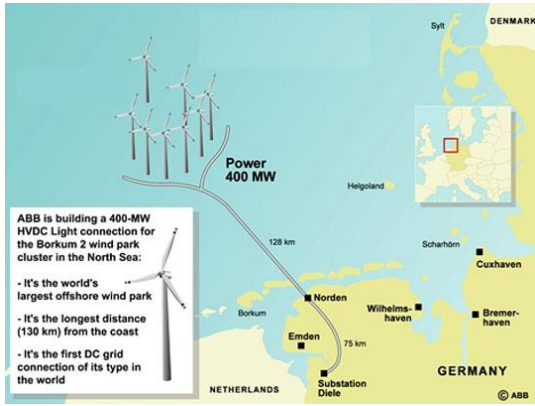 Sylt
DENMARK
Power
400 MW
Helgoland
128 km
Scharhörn
Cuxhaven
Norden
Wilhelms-
haven
Bremer-
haven
Borkum
Emden
75 km
Substation
Diele
NETHERLANDS
GERMANY
ABB is building a 400-MW
HVDC Light connection for
the Borkum 2 wind park
cluster in the North Sea:
- It's the world's
largest offshore wind park
- It's the longest distance
(130 km) from the coast
- It's the first DC grid
connection of its type in
the world
© ABB